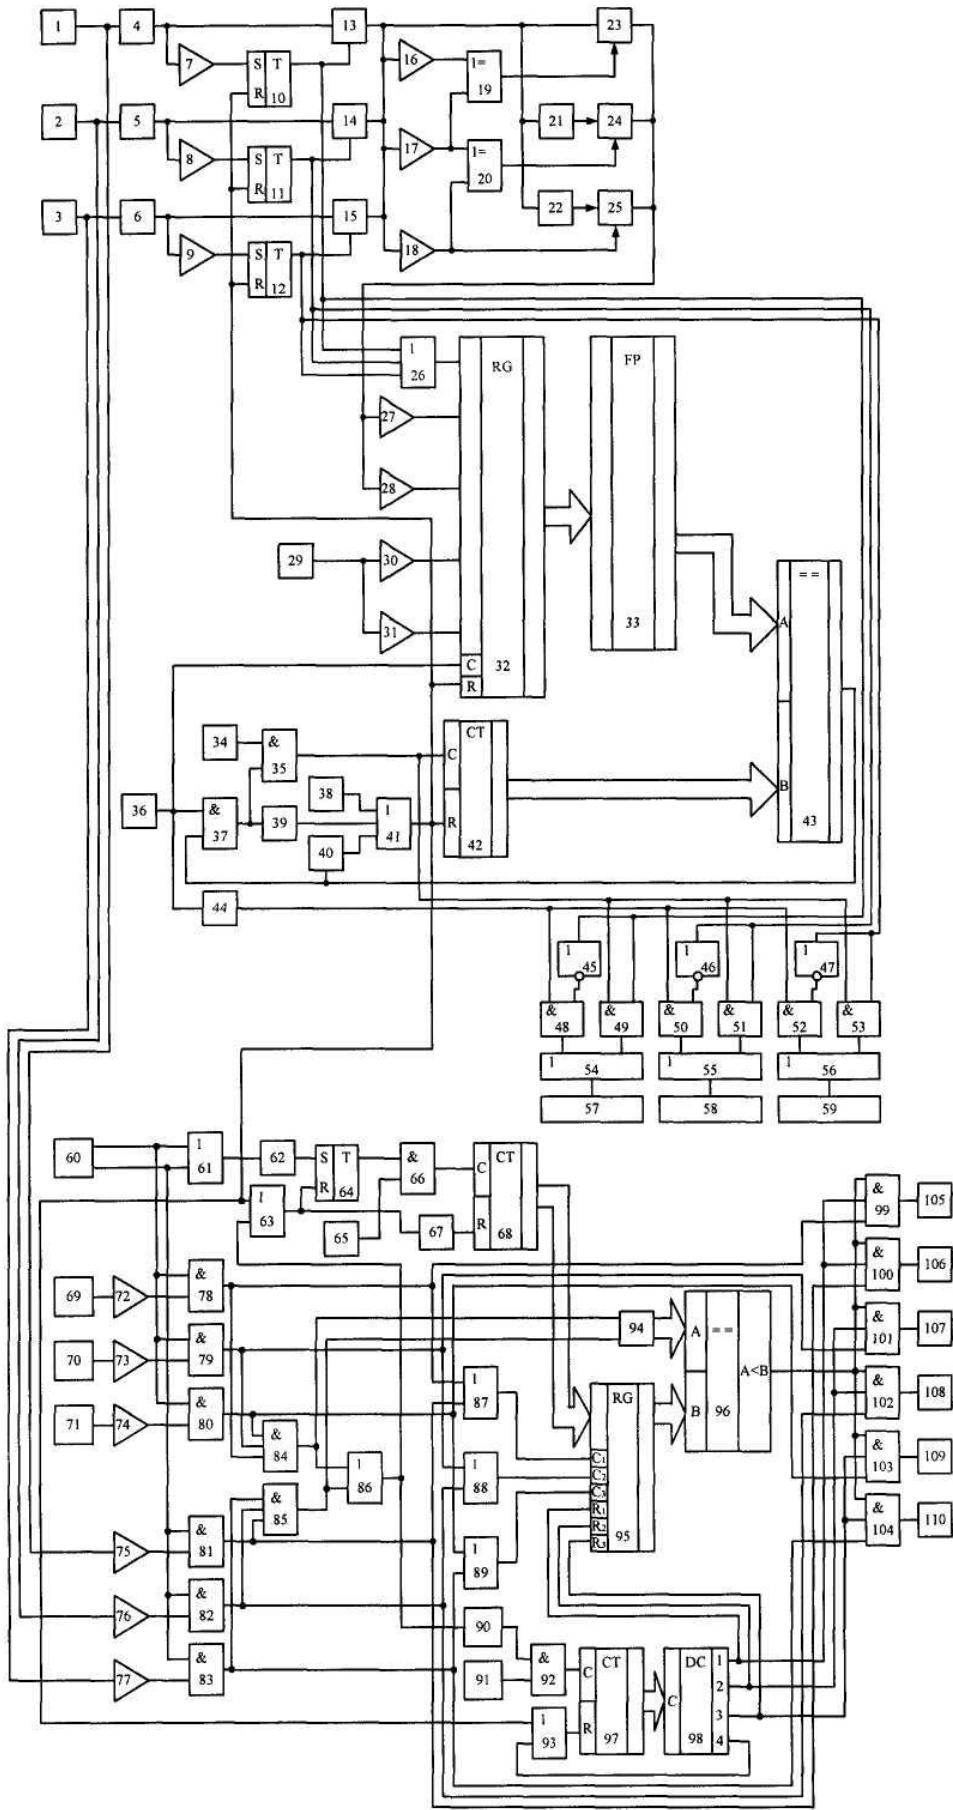 1 4 13 23
7 S T 16 1=
R 10 19
2 5 14 21 24
8 S T 17 1=
R 11 20
3 6 15 22 25
9 S T 18
R 12
1 RG FP
26
27
28
29 30
31 33 ==
32 A
C
R
34 & CT
35 C
36 & 38 1 B
37 39 41 R 43
40 42
44
1 1 1
45 46 47
& & & & & &
48 49 50 51 52 53
1 54 1 55 1 56
57 58 59
60 1 62 S T & C CT
61 R 64 66 &
1 99 105
63 65 67 R 68
& &
69 72 78 100 106
& A == &
70 73 79 94 101 107
& 1 A<B &
71 74 80 87 RG B 96 102 108
& 1 &
84 86 1 C1 103 109
& 88 C2
85 C3 &
& R1 104 110
75 81 1 R2 95
89 R3
&
76 82 90
& & CT DC 1
77 83 91 92 C 2
C 3
1 R
93 97 98 4